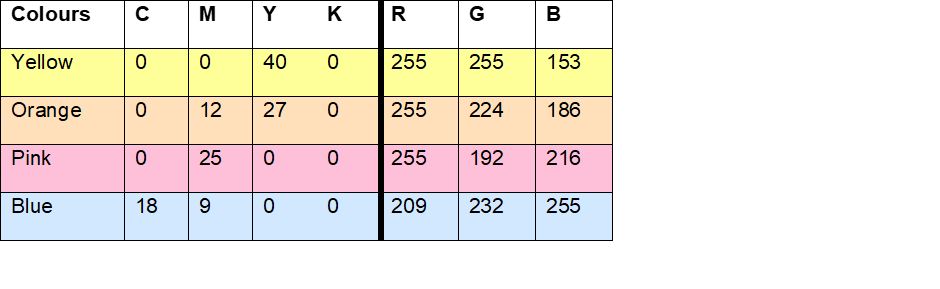 Colours C M Y K R G B
Yellow 0 0 40 0 255 255 153
Orange 0 12 27 0 255 224 186
Pink 0 25 0 0 255 192 216
Blue 18 9 0 0 209 232 255